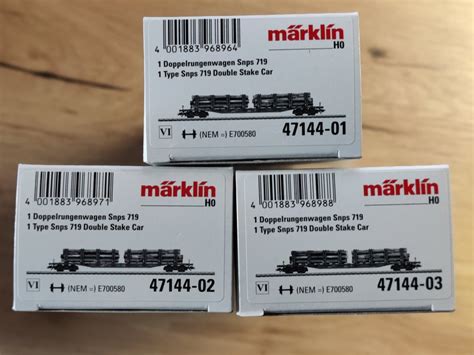 4 001883 968964
märklin
H0
1 Doppelrungenwagen Snps 719
1 Type Snps 719 Double Stake Car
VI
(NEM =) E700580
47144-01
4 001883 968971
märklin
H0
1 Doppelrungenwagen Snps 719
1 Type Snps 719 Double Stake Car
VI
(NEM =) E700580
47144-02
4 001883 968988
märklin
H0
1 Doppelrungenwagen Snps 719
1 Type Snps 719 Double Stake Car
VI
(NEM =) E700580
47144-03